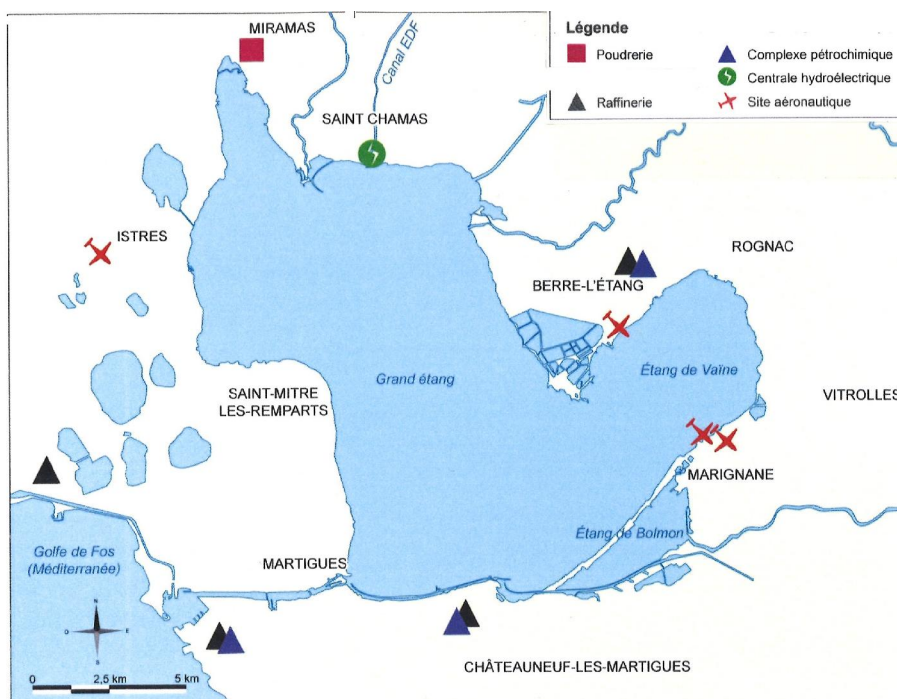 MIRAMAS
Canal EDF
SAINT CHAMAS
Légende
Poudrerie
Complexe pétrochimique
Centrale hydroélectrique
Raffinerie
Site aéronautique
ISTRES
ROGNAC
BERRE-L'ÉTANG
Grand étang
Étang de Vaïne
SAINT-MITRE
LES-REMPARTS
VITROLLES
MARIGNANE
Étang de Bolmon
Golfe de Fos
(Méditerranée)
MARTIGUES
CHÂTEAUNEUF-LES-MARTIGUES
N
O
E
S
0 2,5 km 5 km